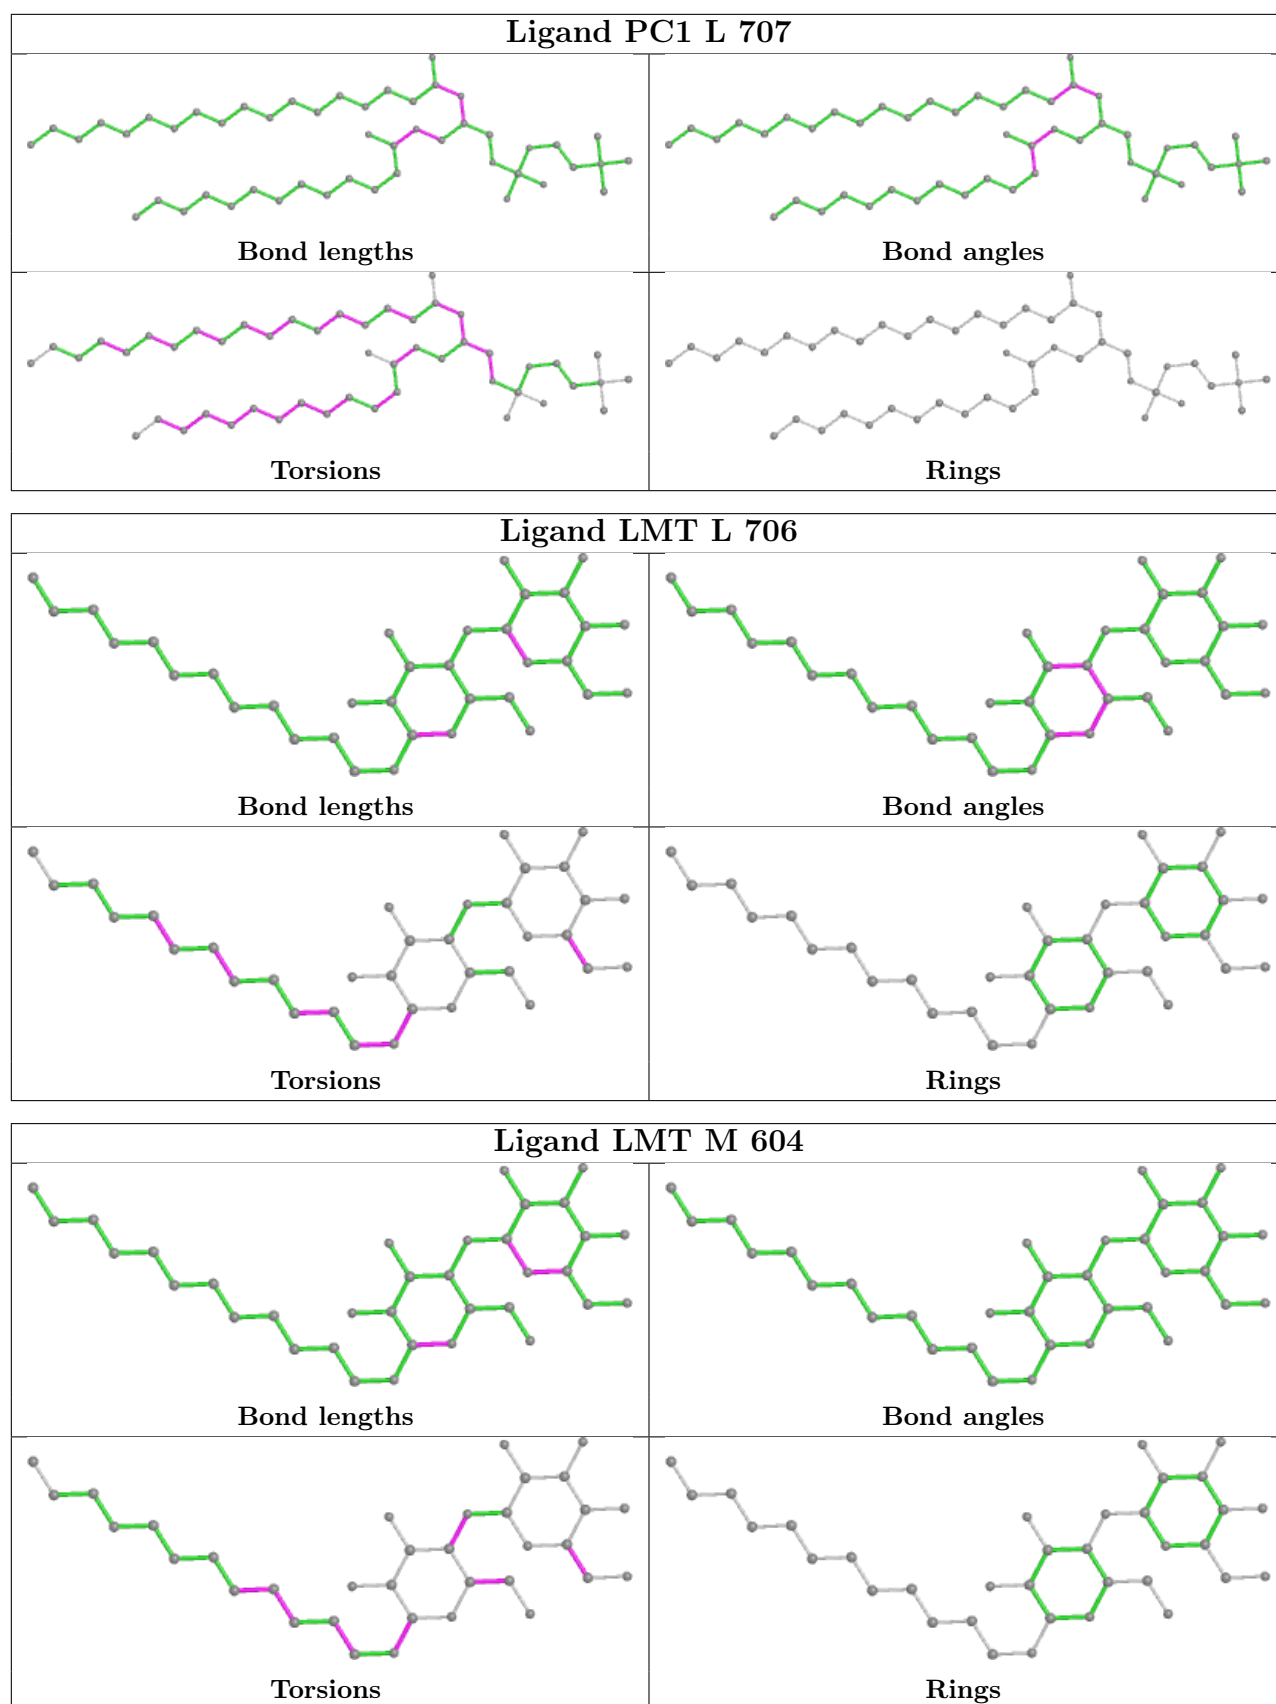 Ligand PC1 L 707
Bond lengths
Bond angles
Torsions
Rings
Ligand LMT L 706
Bond lengths
Bond angles
Torsions
Rings
Ligand LMT M 604
Bond lengths
Bond angles
Torsions
Rings